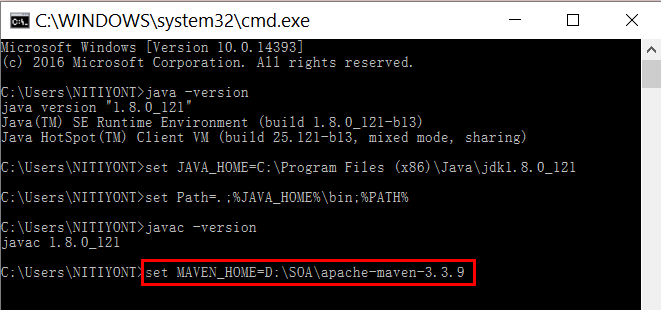 C:\WINDOWS\system32\cmd.exe
Microsoft Windows [Version 10.0.14393]
(c) 2016 Microsoft Corporation. All rights reserved.
C:\Users\NITIYONT>java -version
java version "1.8.0_121"
Java(TM) SE Runtime Environment (build 1.8.0_121-b13)
Java HotSpot(TM) Client VM (build 25.121-b13, mixed mode, sharing)
C:\Users\NITIYONT>set JAVA_HOME=C:\Program Files (x86)\Java\jdk1.8.0_121
C:\Users\NITIYONT>set Path=.;%JAVA_HOME%\bin;%PATH%
C:\Users\NITIYONT>javac -version
javac 1.8.0_121
C:\Users\NITIYONT>set MAVEN_HOME=D:\SOA\apache-maven-3.3.9